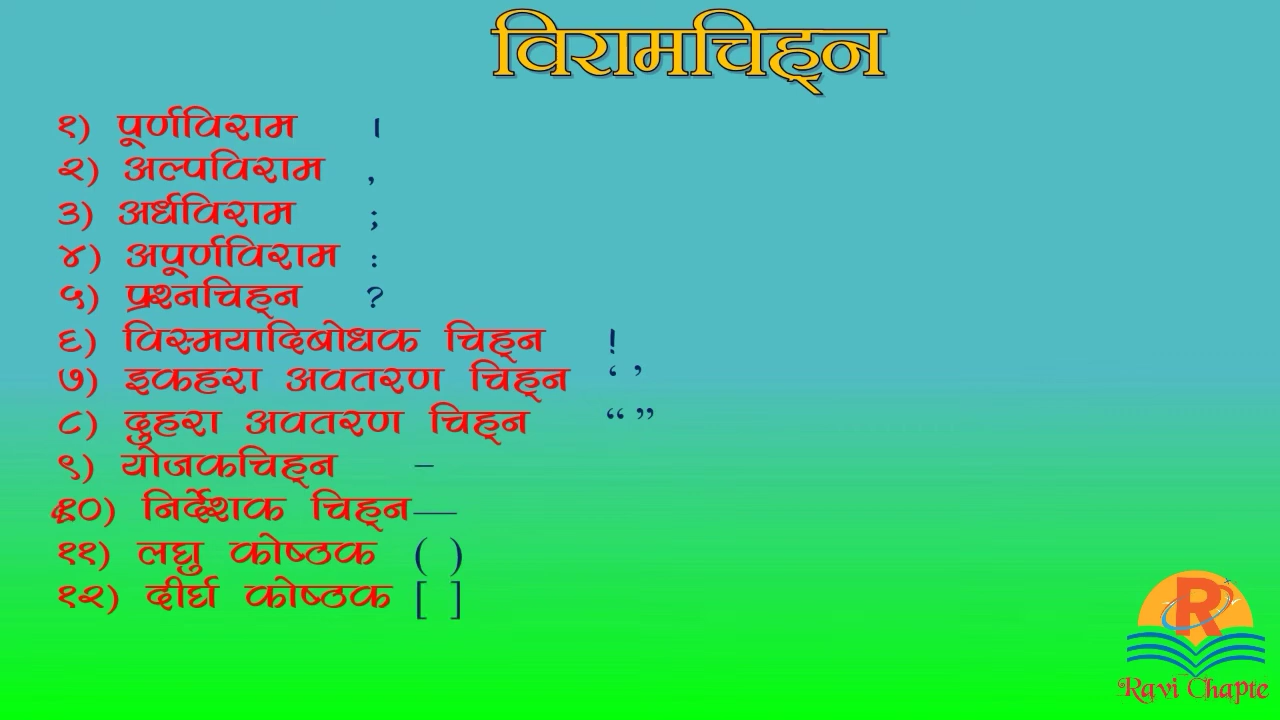 विरामचिह्न
१) पूर्णविराम ।
२) अल्पविराम ,
३) अर्धविराम ;
४) अपूर्णविराम :
५) प्रश्नचिह्न ?
६) विस्मयादिबोधक चिह्न !
७) इकहरा अवतरण चिह्न ‘ ’
८) दुहरा अवतरण चिह्न “ ”
९) योजकचिह्न –
१०) निर्देशक चिह्न —
११) लघु कोष्ठक ( )
१२) दीर्घ कोष्ठक [ ]
R
Ravi Chapte